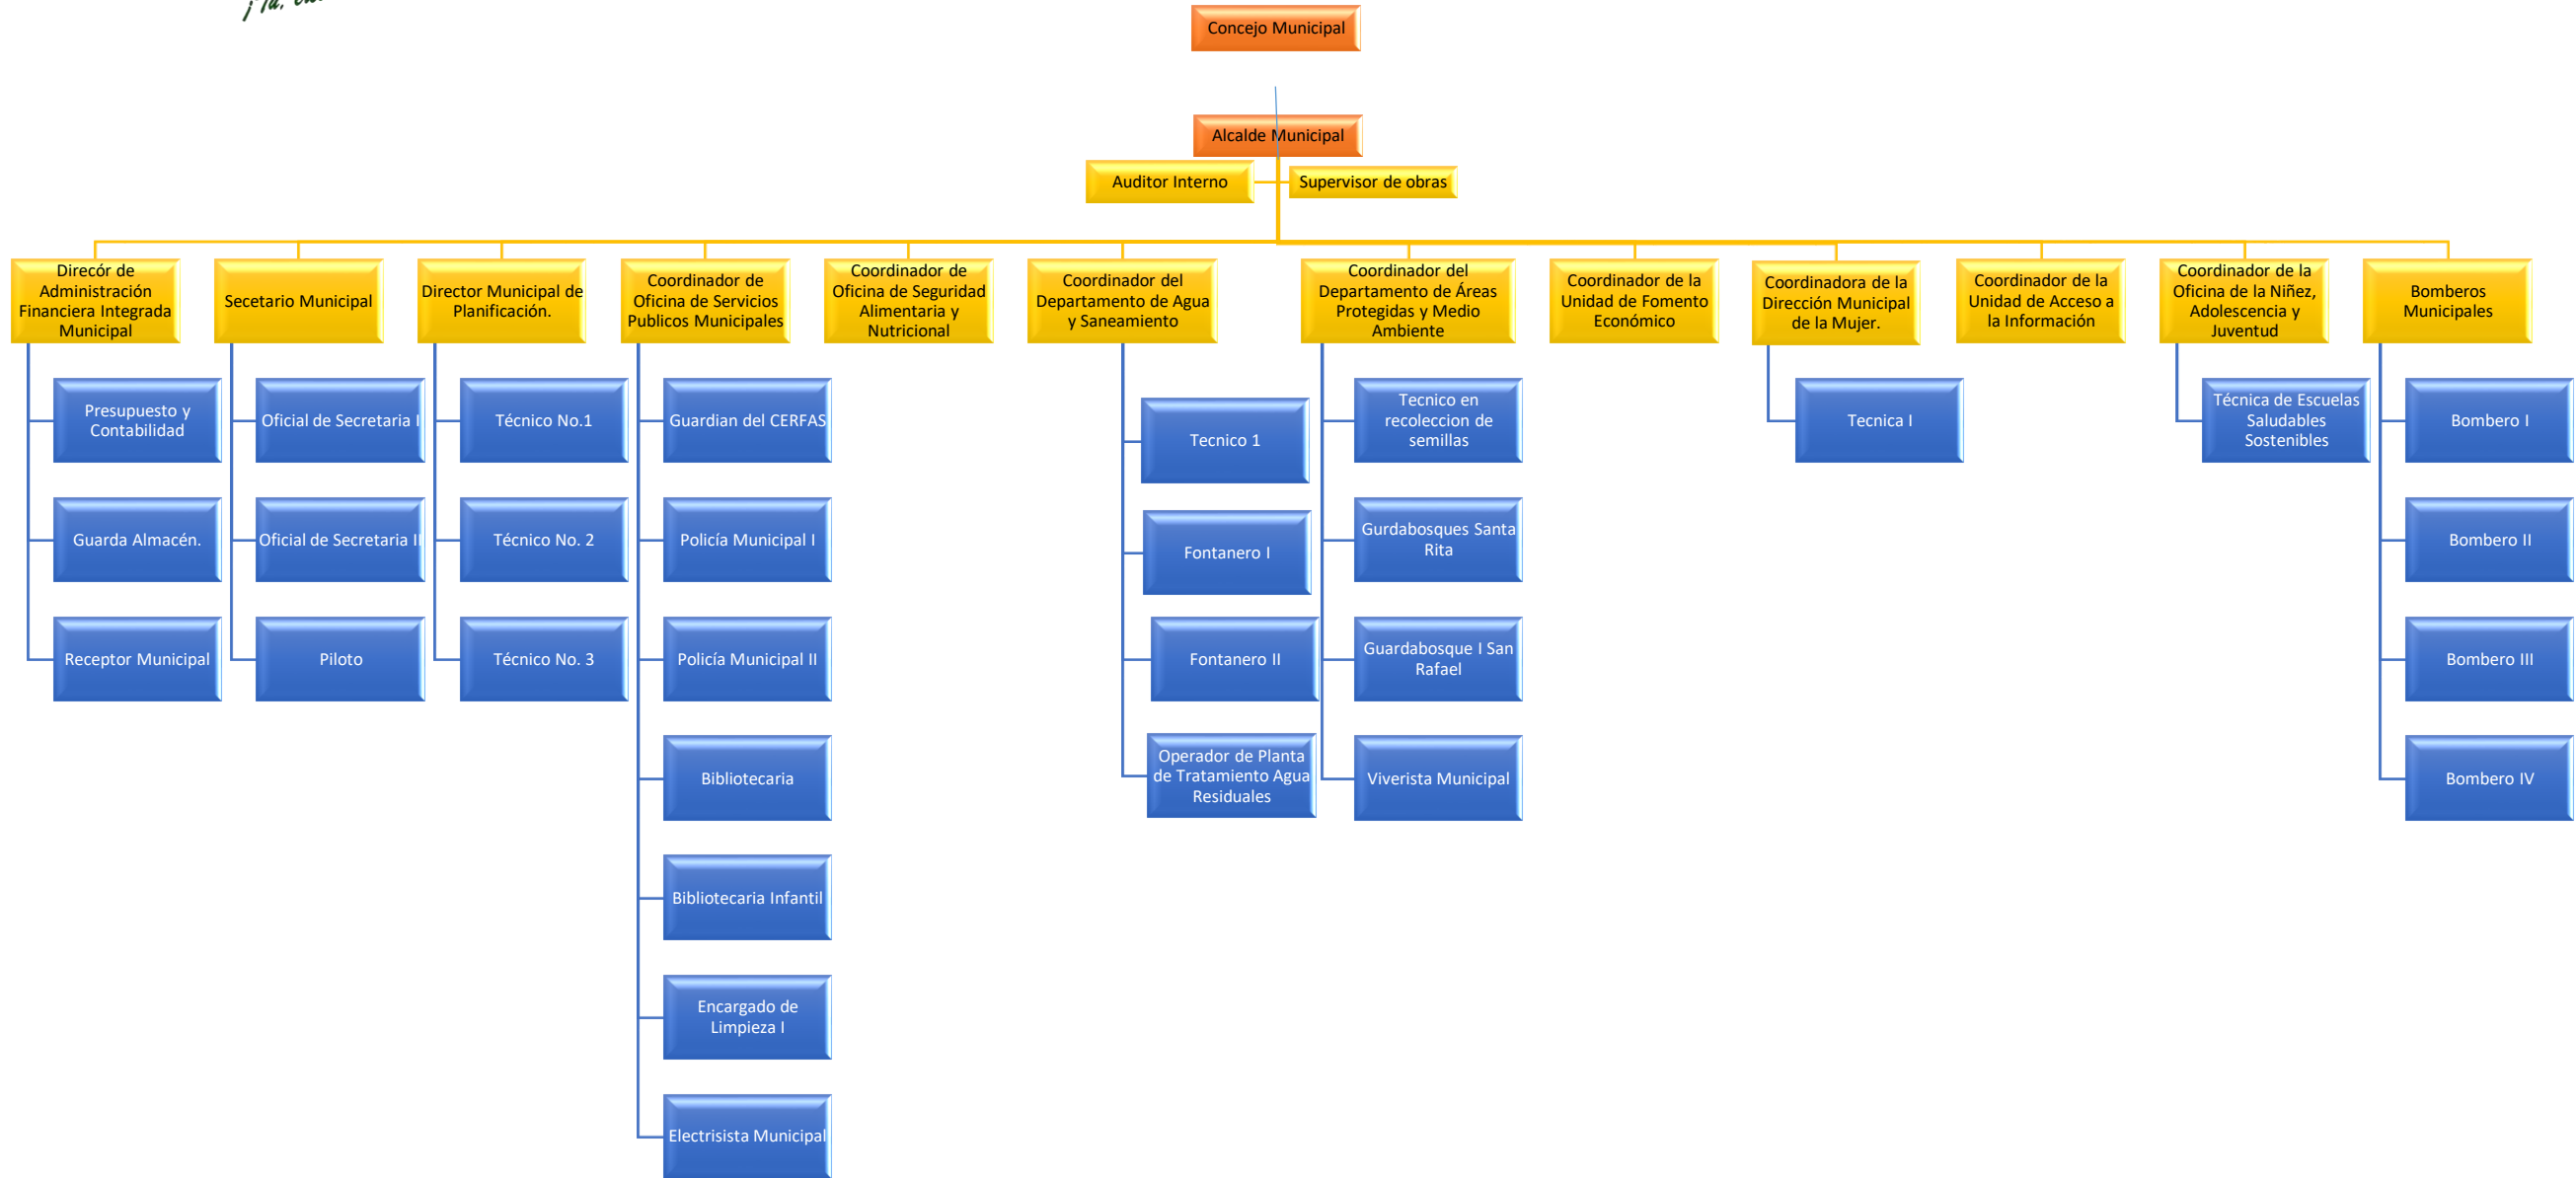 Concejo Municipal
Alcalde Municipal
Auditor Interno
Supervisor de obras
Direcór de
Administración
Financiera Integrada
Municipal
Secetario Municipal
Director Municipal de
Planificación.
Coordinador de
Oficina de Servicios
Publicos Municipales
Coordinador de
Oficina de Seguridad
Alimentaria y
Nutricional
Coordinador del
Departamento de Agua
y Saneamiento
Coordinador del
Departamento de Áreas
Protegidas y Medio
Ambiente
Coordinador de la
Unidad de Fomento
Económico
Coordinadora de la
Dirección Municipal
de la Mujer.
Coordinador de la
Unidad de Acceso a
la Información
Coordinador de la
Oficina de la Niñez,
Adolescencia y
Juventud
Bomberos
Municipales
Presupuesto y
Contabilidad
Guarda Almacén.
Receptor Municipal
Oficial de Secretaria I
Oficial de Secretaria II
Piloto
Técnico No.1
Técnico No. 2
Técnico No. 3
Guardian del CERFAS
Policía Municipal I
Policía Municipal II
Bibliotecaria
Bibliotecaria Infantil
Encargado de
Limpieza I
Electrisista Municipal
Tecnico 1
Fontanero I
Fontanero II
Operador de Planta
de Tratamiento Agua
Residuales
Tecnico en
recoleccion de
semillas
Gurdabosques Santa
Rita
Guardabosque I San
Rafael
Viverista Municipal
Tecnica I
Técnica de Escuelas
Saludables
Sostenibles
Bombero I
Bombero II
Bombero III
Bombero IV